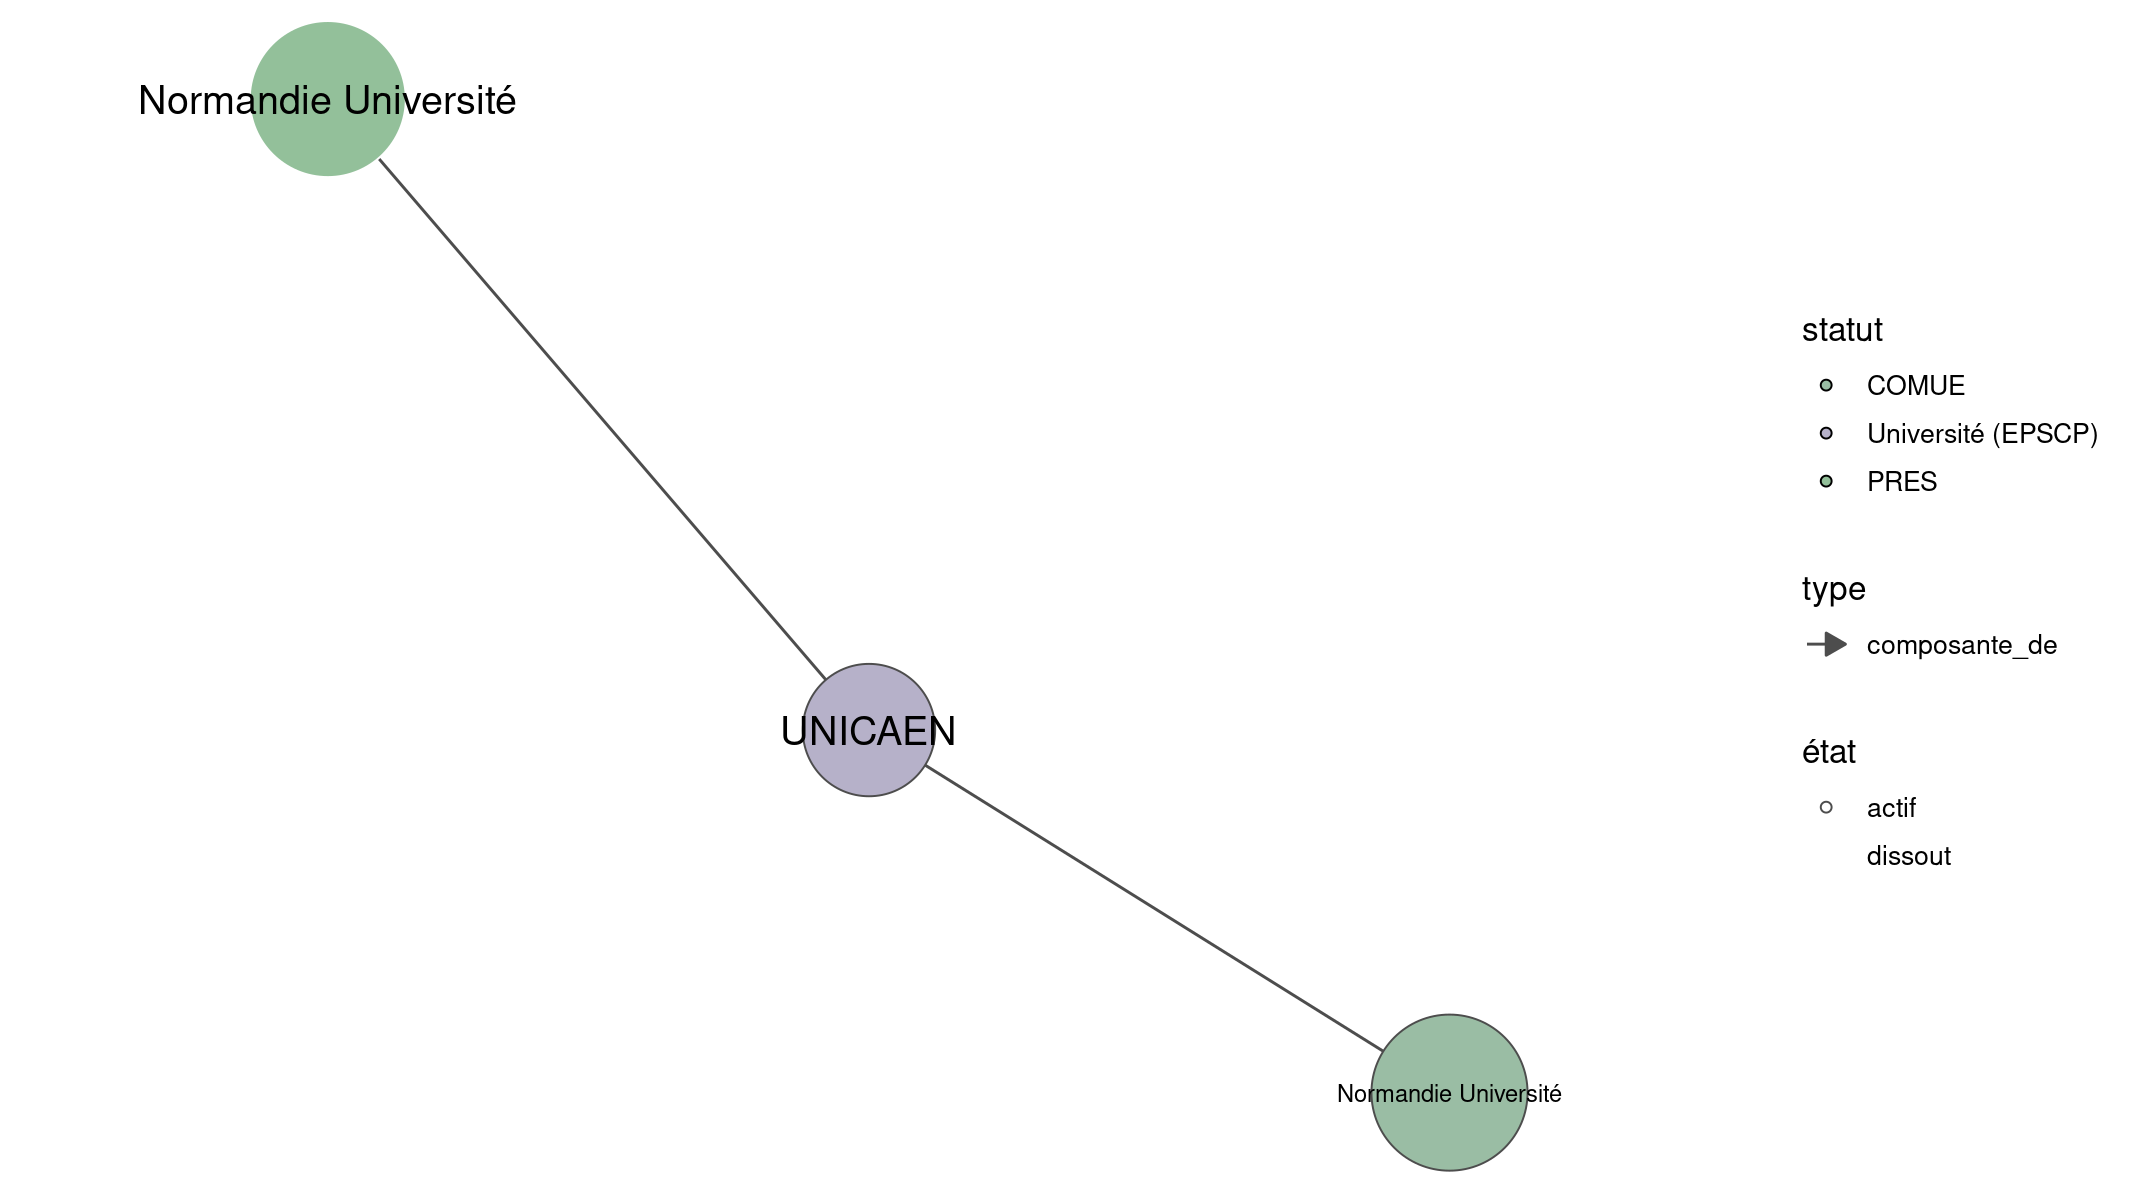 Normandie Université
UNICAEN
Normandie Université
statut
COMUE
Université (EPSCP)
PRES
type
composante_de
état
actif
dissout